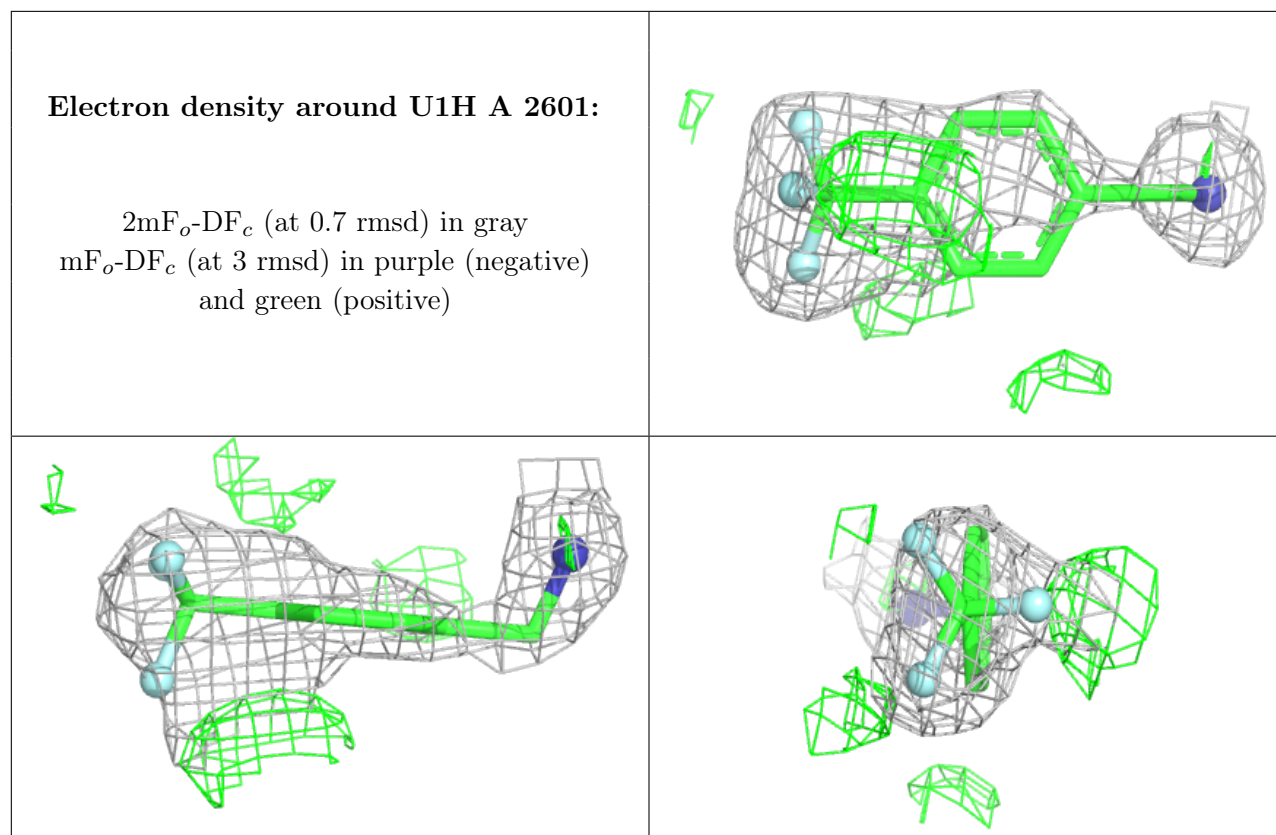 Electron density around U1H A 2601:
2mFo-DFc (at 0.7 rmsd) in gray
mFo-DFc (at 3 rmsd) in purple (negative)
and green (positive)